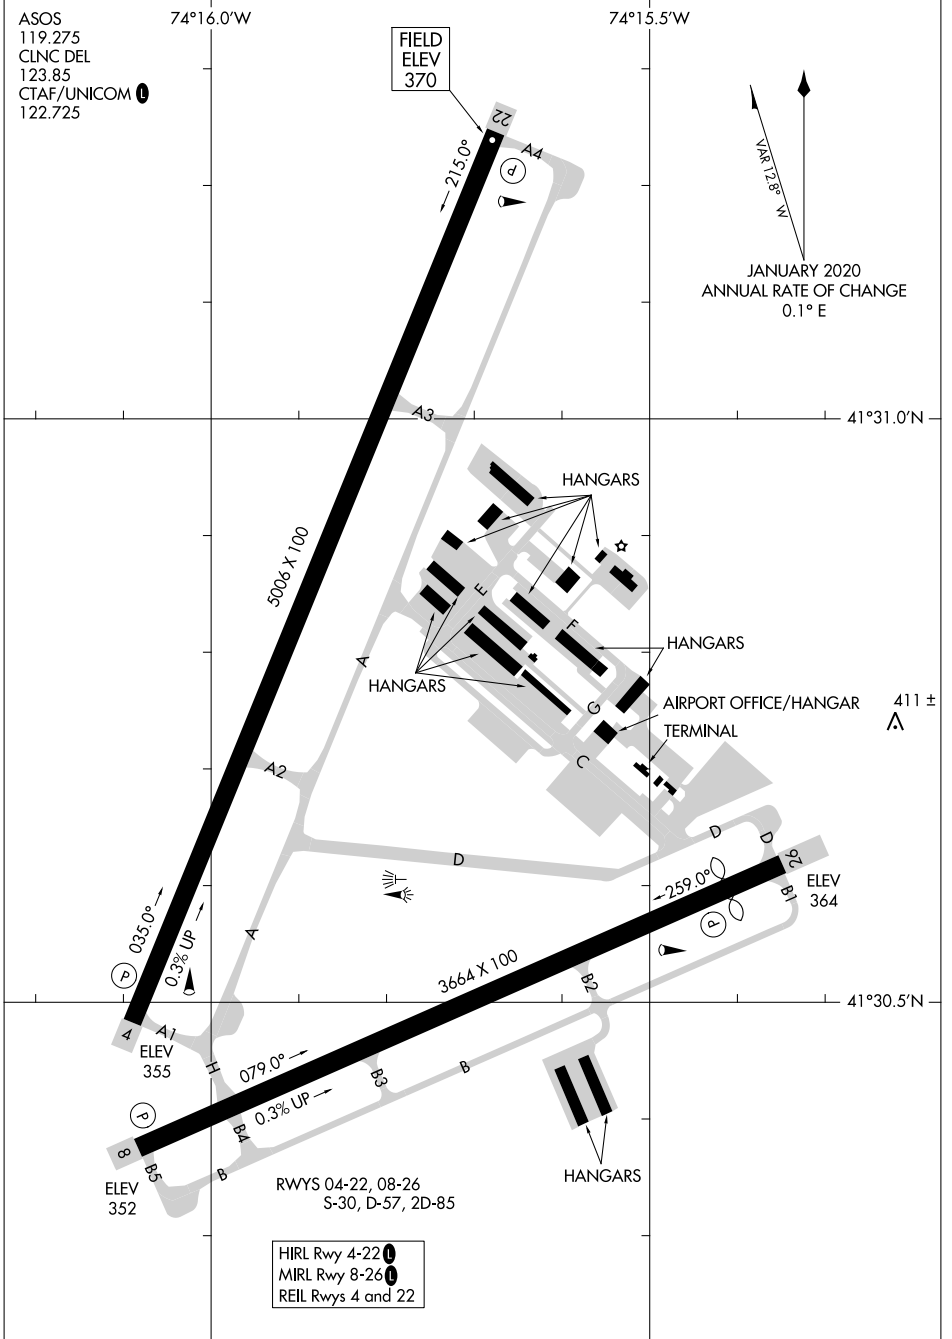 ASOS
119.275
CLNC DEL
123.85
CTAF/UNICOM L
122.725
74°16.0'W
74°15.5'W
FIELD
ELEV
370
22
A4
P
215.0°
VAR 12.8° W
JANUARY 2020
ANNUAL RATE OF CHANGE
0.1° E
A3
41°31.0'N
HANGARS
5006 X 100
E
F
HANGARS
A
HANGARS
G
AIRPORT OFFICE/HANGAR
411 ±
TERMINAL
C
A2
D
D
D
26
259.0°
ELEV
364
B1
P
035.0°
0.3% UP
A
P
3664 X 100
B2
41°30.5'N
4
A1
ELEV
355
H
079.0°
0.3% UP
B3
B
P
B4
8
B5
B
HANGARS
ELEV
352
RWYS 04-22, 08-26
S-30, D-57, 2D-85
HIRL Rwy 4-22 L
MIRL Rwy 8-26 L
REIL Rwys 4 and 22